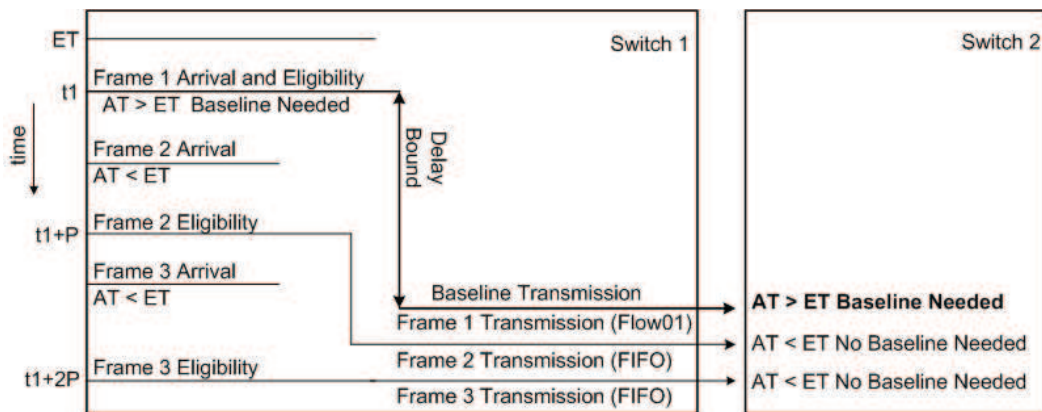 ET
Switch 1
Switch 2
Frame 1 Arrival and Eligibility
t1
AT > ET Baseline Needed
time
Delay
Bound
Frame 2 Arrival
AT < ET
Frame 2 Eligibility
t1+P
Frame 3 Arrival
AT < ET
Baseline Transmission
AT > ET Baseline Needed
Frame 1 Transmission (Flow01)
AT < ET No Baseline Needed
Frame 2 Transmission (FIFO)
Frame 3 Eligibility
t1+2P
AT < ET No Baseline Needed
Frame 3 Transmission (FIFO)